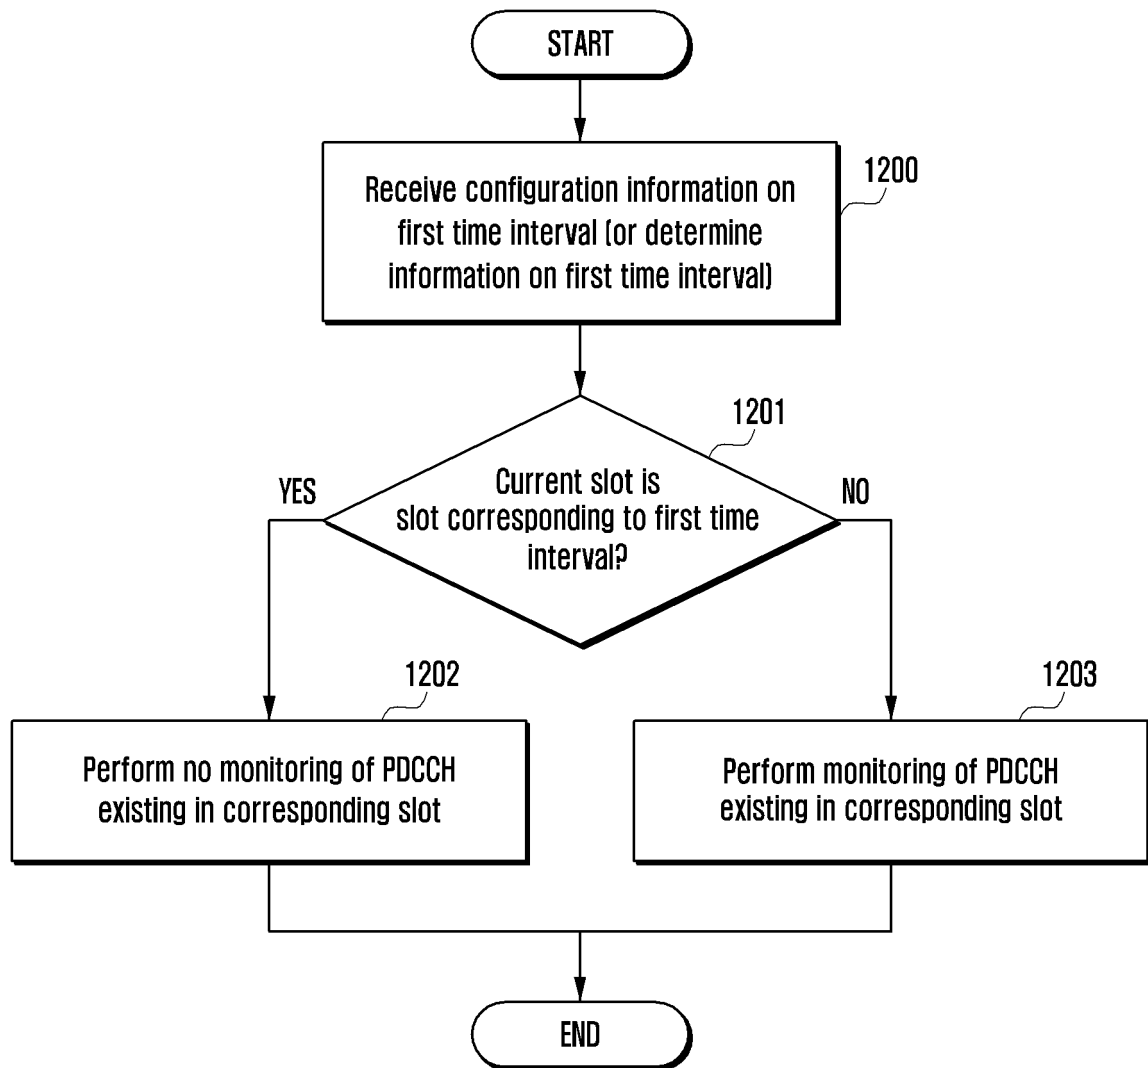 START
Receive configuration information on
first time interval (or determine
information on first time interval)
1200
1201
Current slot is
slot corresponding to first time
interval?
YES
NO
1202
Perform no monitoring of PDCCH
existing in corresponding slot
1203
Perform monitoring of PDCCH
existing in corresponding slot
END